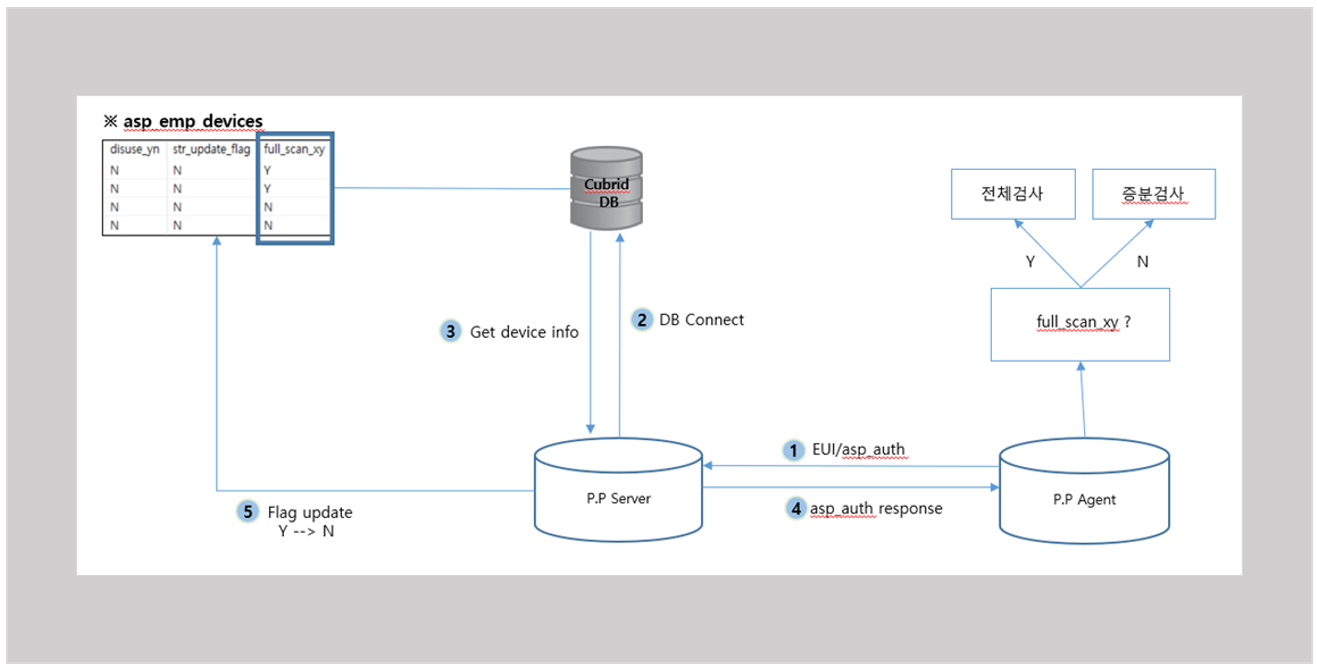 ※ asp_emp_devices
disuse_yn str_update_flag full_scan_xy
N N Y
N N Y
N N N
N N N
Cubrid
DB
전체검사 증분검사
Y N
full_scan_xy ?
3 Get device info
2 DB Connect
1 EUI/asp_auth
P.P Server
P.P Agent
4 asp_auth response
5 Flag update
Y --> N